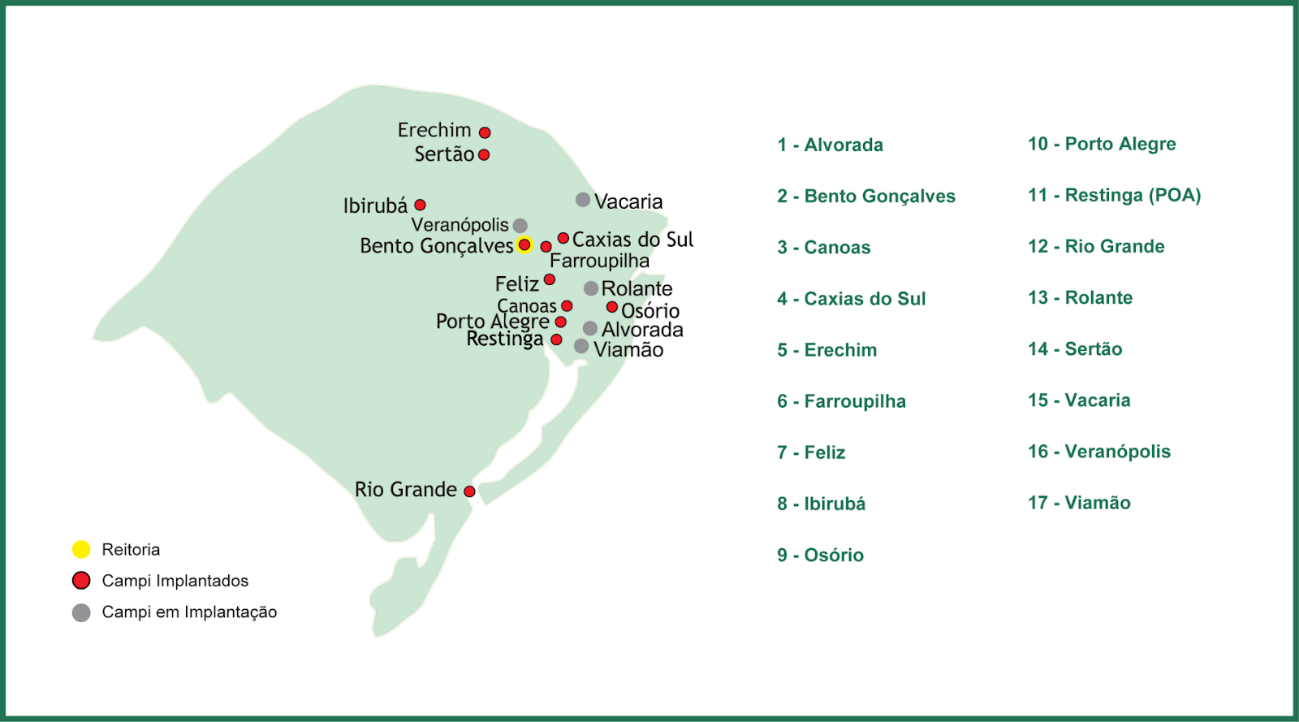 Erechim
Sertão
Ibirubá
Vacaria
Veranópolis
Bento Gonçalves
Caxias do Sul
Farroupilha
Feliz
Rolante
Canoas
Osório
Porto Alegre
Alvorada
Restinga
Viamão
Rio Grande
Reitoria
Campi Implantados
Campi em Implantação
1 - Alvorada
2 - Bento Gonçalves
3 - Canoas
4 - Caxias do Sul
5 - Erechim
6 - Farroupilha
7 - Feliz
8 - Ibirubá
9 - Osório
10 - Porto Alegre
11 - Restinga (POA)
12 - Rio Grande
13 - Rolante
14 - Sertão
15 - Vacaria
16 - Veranópolis
17 - Viamão